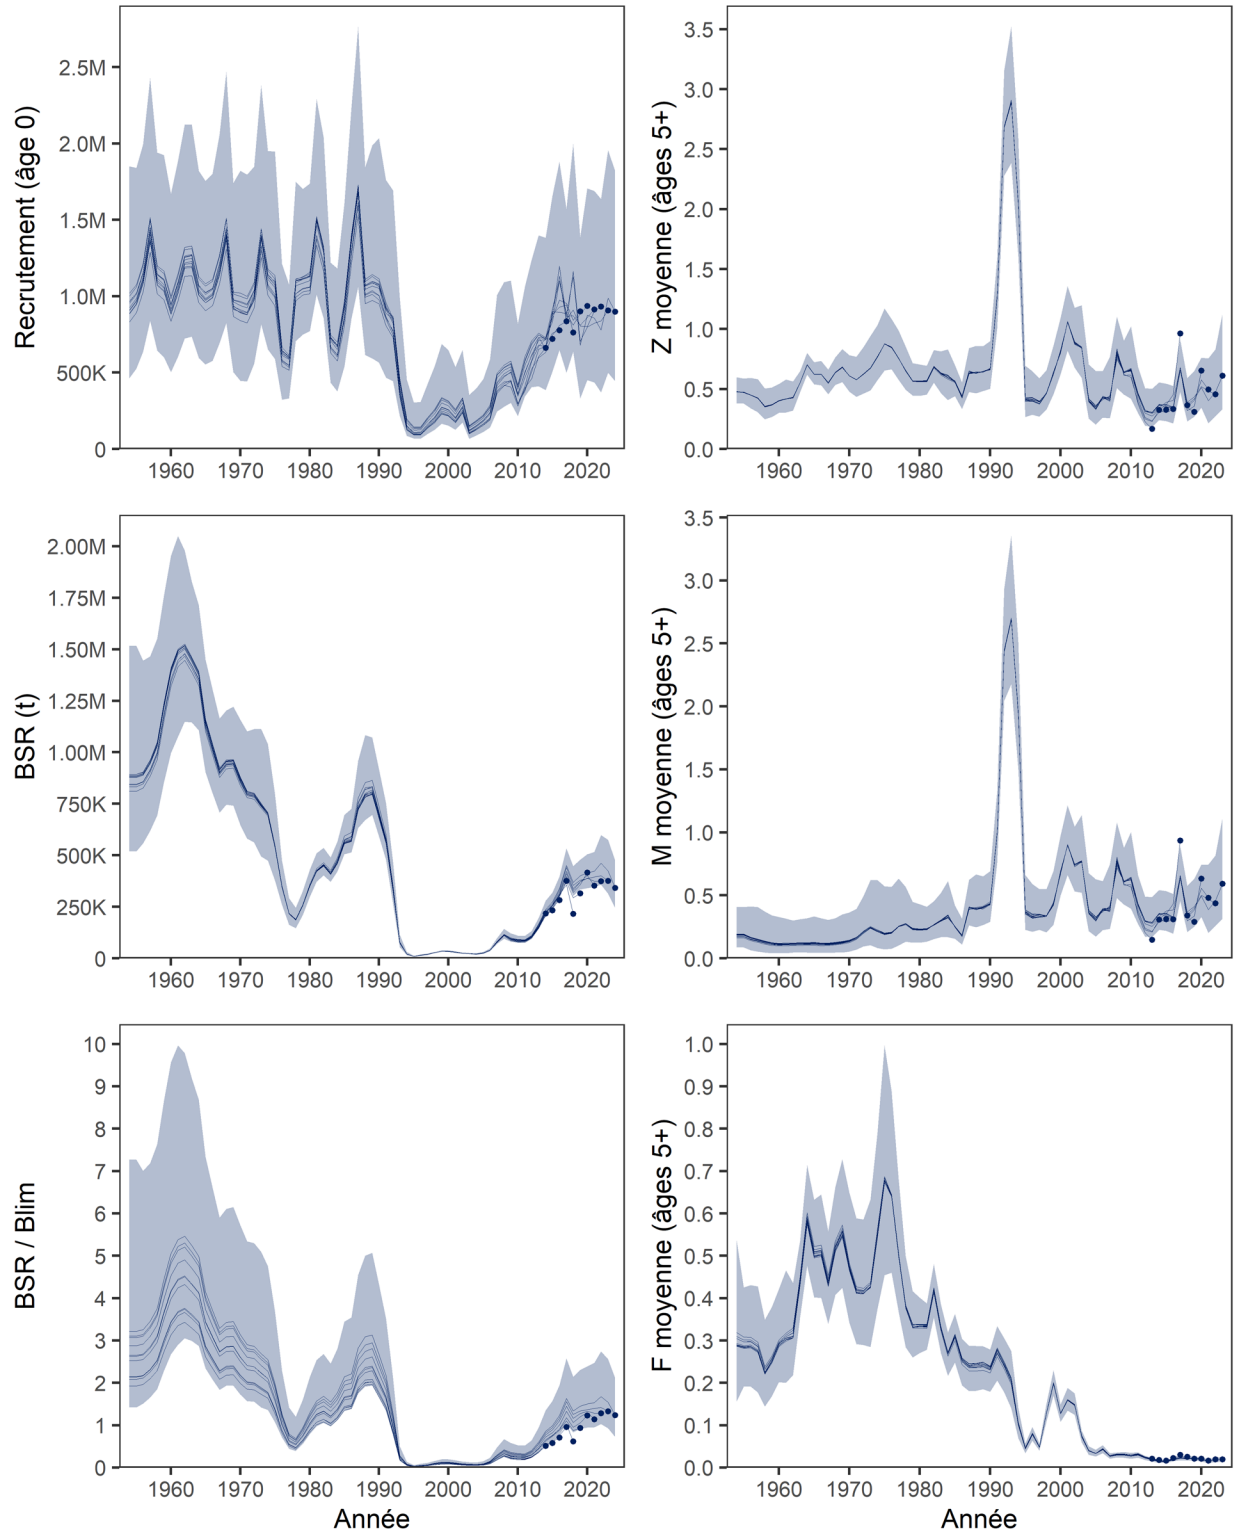 Recrutement (âge 0)
2.5M
2.0M
1.5M
1.0M
500K
0
1960 1970 1980 1990 2000 2010 2020
Z moyenne (âges 5+)
3.5
3.0
2.5
2.0
1.5
1.0
0.5
0.0
1960 1970 1980 1990 2000 2010 2020
BSR (t)
2.00M
1.75M
1.50M
1.25M
1.00M
750K
500K
250K
0
1960 1970 1980 1990 2000 2010 2020
M moyenne (âges 5+)
3.5
3.0
2.5
2.0
1.5
1.0
0.5
0.0
1960 1970 1980 1990 2000 2010 2020
BSR / Blim
10
9
8
7
6
5
4
3
2
1
0
1960 1970 1980 1990 2000 2010 2020
Année
F moyenne (âges 5+)
1.0
0.9
0.8
0.7
0.6
0.5
0.4
0.3
0.2
0.1
0.0
1960 1970 1980 1990 2000 2010 2020
Année